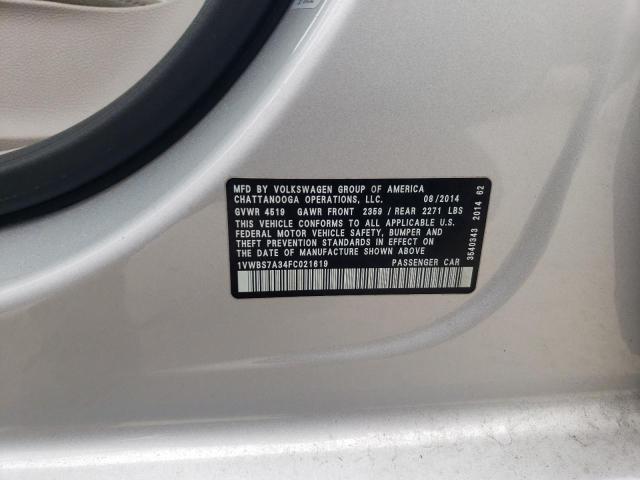 MFD BY VOLKSWAGEN GROUP OF AMERICA
CHATTANOOGA OPERATIONS, LLC. 08/2014
GVWR 4519 GAWR FRONT 2359 / REAR 2271 LBS
THIS VEHICLE CONFORMS TO ALL APPLICABLE U.S.
FEDERAL MOTOR VEHICLE SAFETY, BUMPER AND
THEFT PREVENTION STANDARDS IN EFFECT ON
THE DATE OF MANUFACTURE SHOWN ABOVE
1VWBS7A34FC021619 PASSENGER CAR
3540343 2014 62